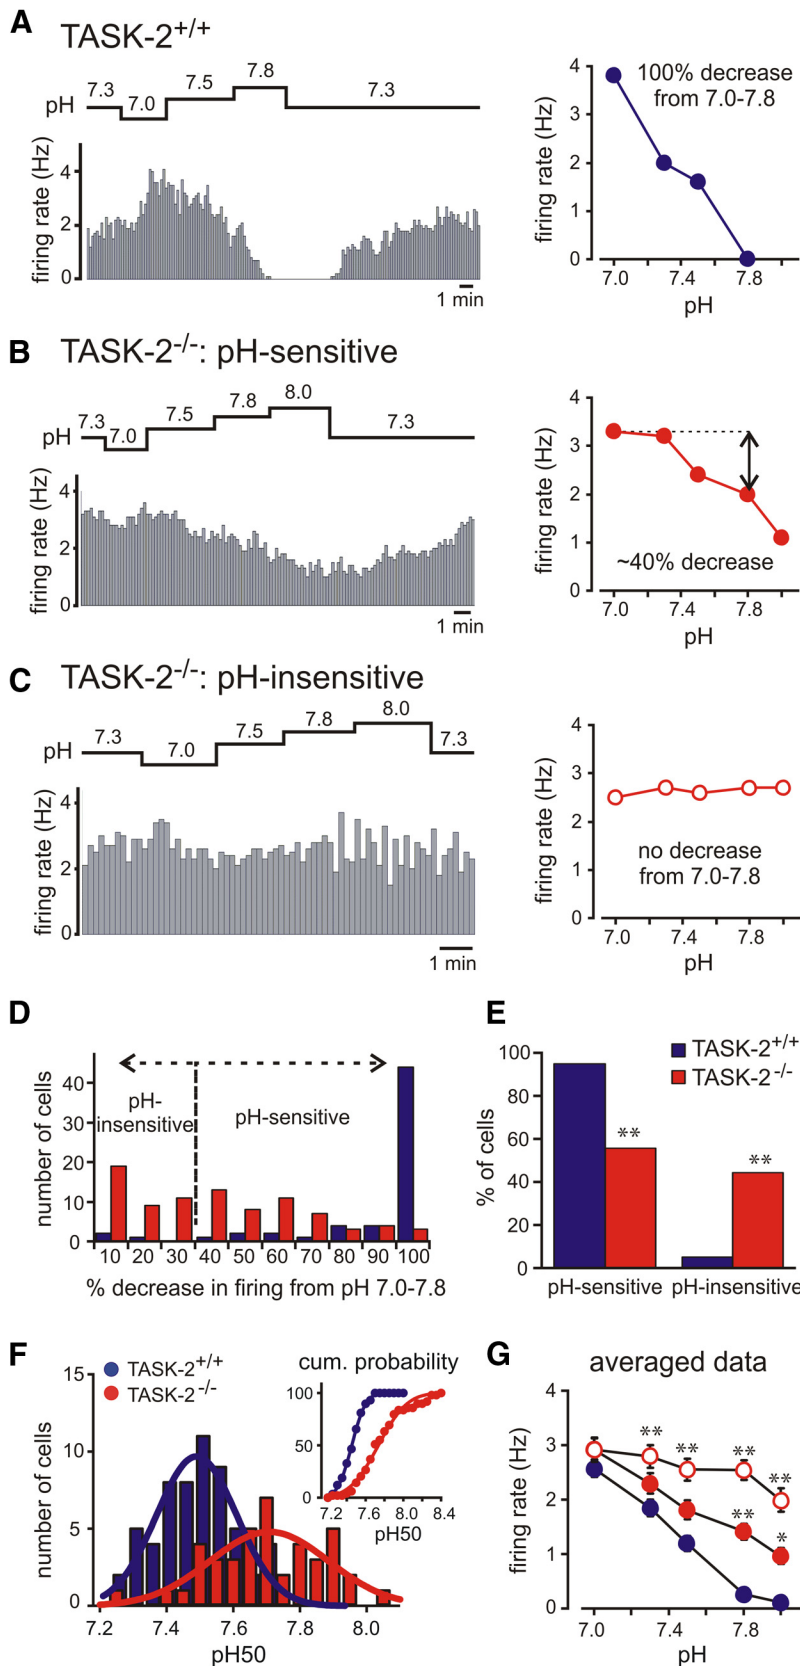 A TASK-2+/+
7.3 7.0 7.5 7.8 7.3
pH
firing rate (Hz)
4
2
0
1 min
4
3
2
1
0
firing rate (Hz)
100% decrease
from 7.0-7.8
7.0 7.4 7.8
pH
B TASK-2-/-: pH-sensitive
7.3 7.0 7.5 7.8 8.0 7.3
pH
firing rate (Hz)
4
2
0
1 min
4
3
2
1
0
firing rate (Hz)
~40% decrease
7.0 7.4 7.8
pH
C TASK-2-/-: pH-insensitive
7.3 7.0 7.5 7.8 8.0 7.3
pH
firing rate (Hz)
4
2
0
1 min
4
3
2
1
0
firing rate (Hz)
no decrease
from 7.0-7.8
7.0 7.4 7.8
pH
D
number of cells
40
30
20
10
0
pH-
insensitive
pH-sensitive
10 20 30 40 50 60 70 80 90 100
% decrease in firing from pH 7.0-7.8
E
TASK-2+/+
TASK-2-/-
% of cells
100
80
60
40
20
0
**
**
pH-sensitive pH-insensitive
F
TASK-2+/+
TASK-2-/-
number of cells
15
10
5
0
7.2 7.4 7.6 7.8 8.0
pH50
cum. probability
100
50
0
7.2 7.6 8.0 8.4
pH50
G averaged data
firing rate (Hz)
4
3
2
1
0
** ** ** **
** *
7.0 7.4 7.8
pH